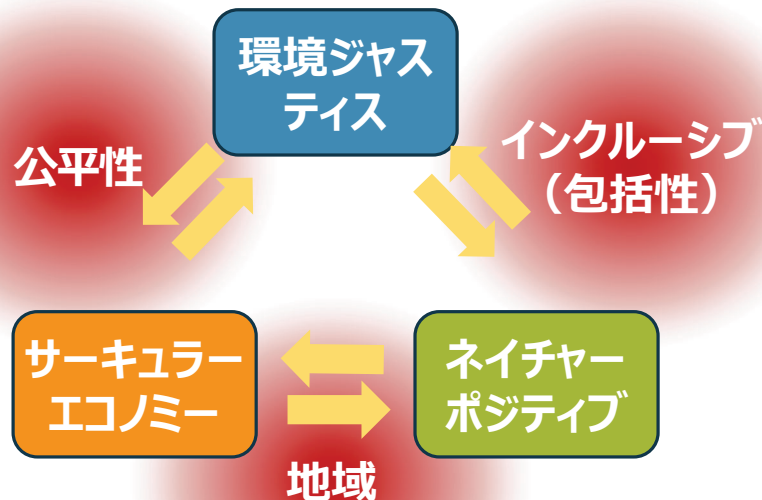 環境ジャス
ティス
公平性
インクルーシブ
（包括性）
サーキュラー
エコノミー
ネイチャー
ポジティブ
地域